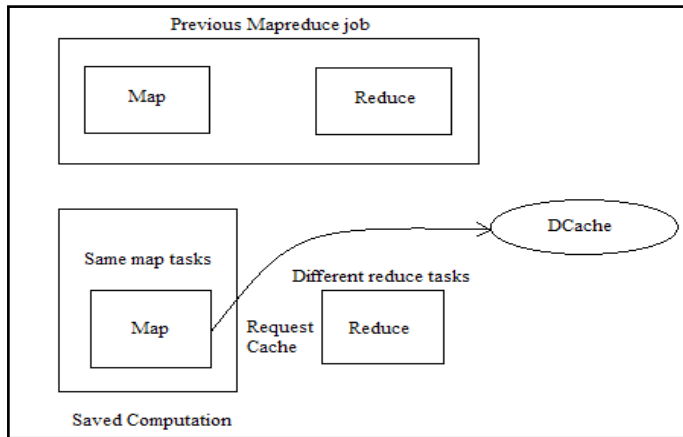 Previous Mapreduce job
Map
Reduce
DCache
Same map tasks
Different reduce tasks
Map
Request
Cache
Reduce
Saved Computation